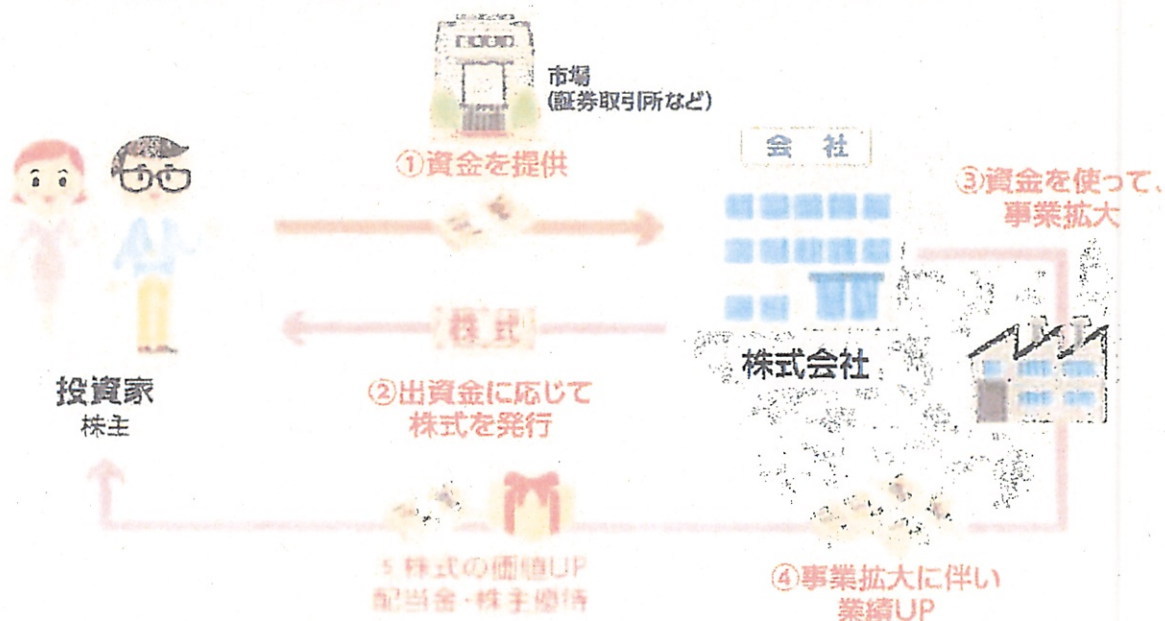 市場
(証券取引所など)
①資金を提供
会社
③資金を使って、
事業拡大
株式
株式会社
投資家
株主
②出資金に応じて
株式を発行
5 株式の価値UP
配当金・株主優待
④事業拡大に伴い
業績UP